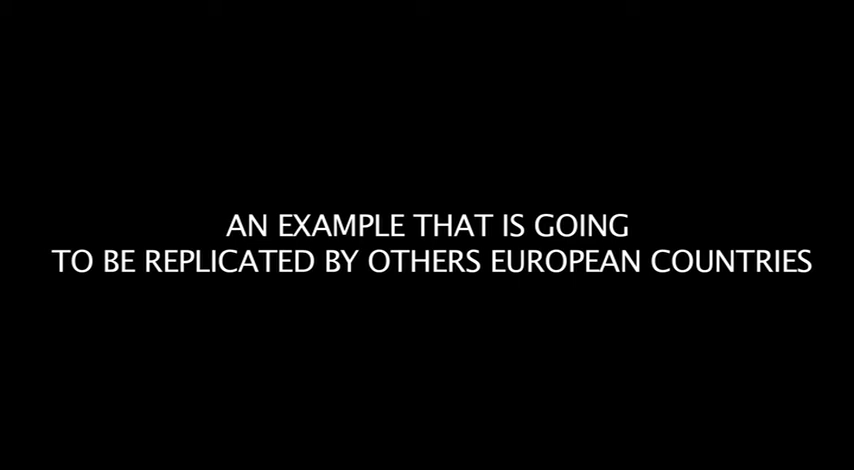 AN EXAMPLE THAT IS GOING
TO BE REPLICATED BY OTHERS EUROPEAN COUNTRIES